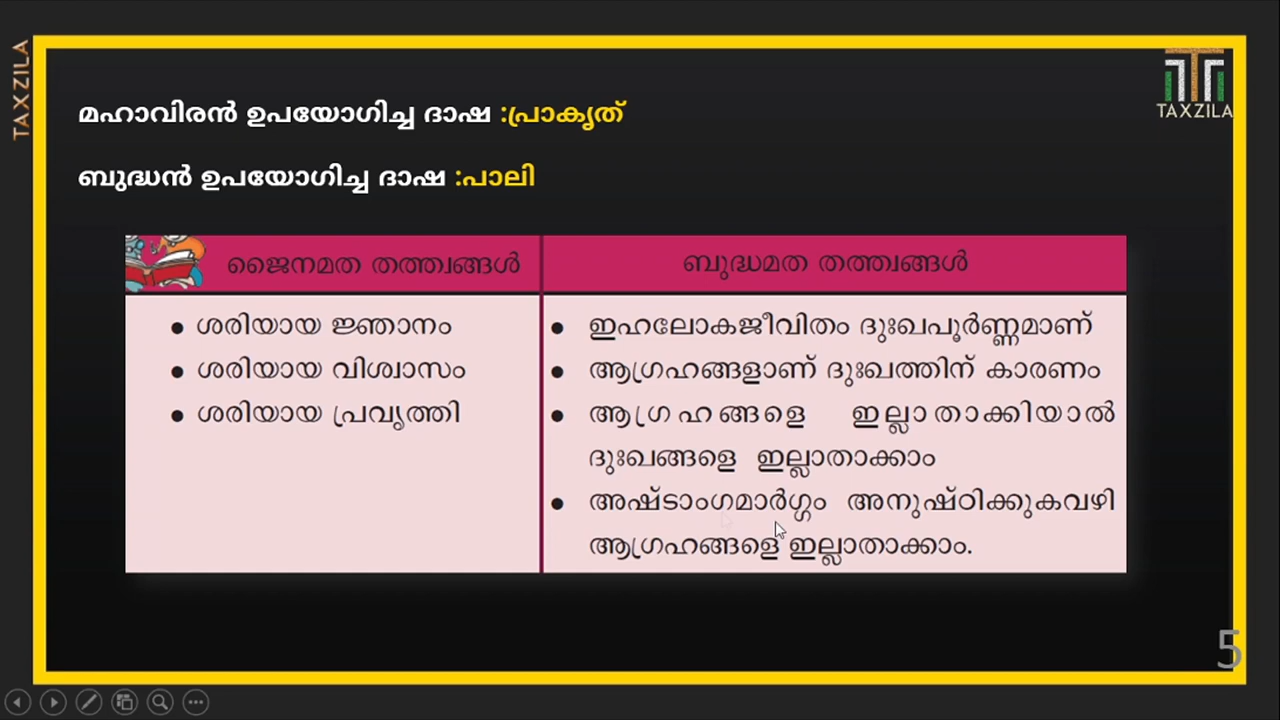 TAXZILA
TAXZILA
മഹാവിരൻ ഉപയോഗിച്ച ദാഷ :പ്രാകൃത്
ബുദ്ധൻ ഉപയോഗിച്ച ദാഷ :പാലി
ജൈനമത തത്ത്വങ്ങൾ
ബുദ്ധമത തത്ത്വങ്ങൾ
• ശരിയായ ജ്ഞാനം
• ശരിയായ വിശ്വാസം
• ശരിയായ പ്രവൃത്തി
• ഇഹലോകജീവിതം ദുഃഖപൂർണ്ണമാണ്
• ആഗ്രഹങ്ങളാണ് ദുഃഖത്തിന് കാരണം
• ആഗ്രഹങ്ങളെ ഇല്ലാതാക്കിയാൽ
ദുഃഖങ്ങളെ ഇല്ലാതാക്കാം
• അഷ്ടാംഗമാർഗ്ഗം അനുഷ്ഠിക്കുകവഴി
ആഗ്രഹങ്ങളെ ഇല്ലാതാക്കാം.
5